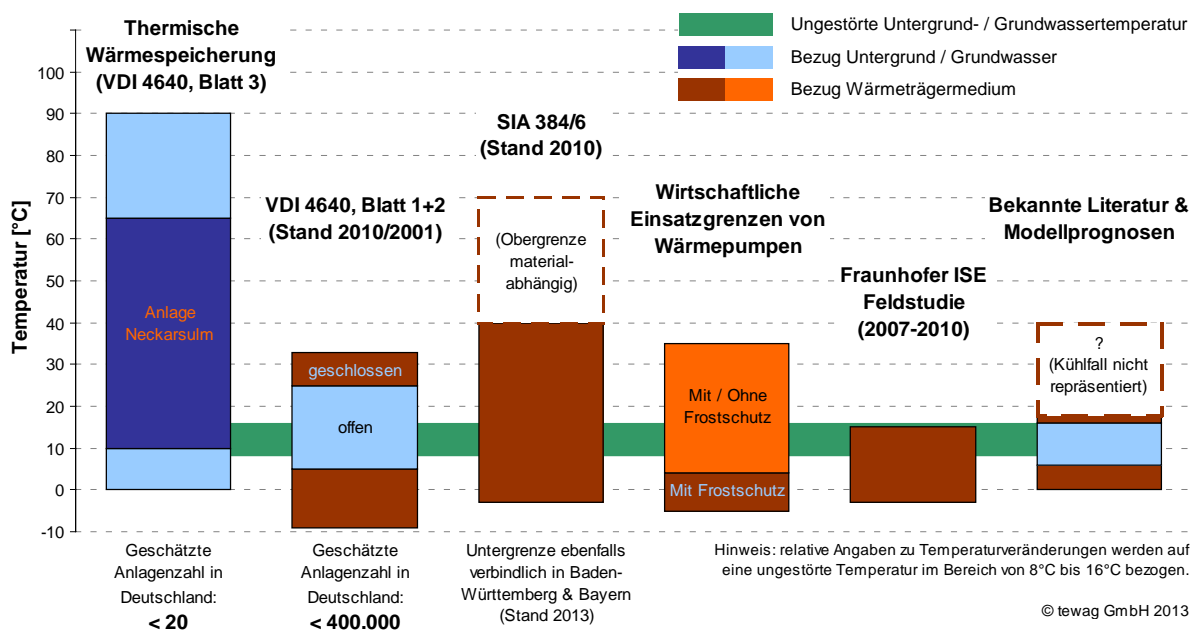 Thermische
Wärmespeicherung
(VDI 4640, Blatt 3)
Ungestörte Untergrund- / Grundwassertemperatur
Bezug Untergrund / Grundwasser
Bezug Wärmeträgermedium
SIA 384/6
(Stand 2010)
VDI 4640, Blatt 1+2
(Stand 2010/2001)
Wirtschaftliche
Einsatzgrenzen von
Wärmepumpen
Bekannte Literatur &
Modellprognosen
Fraunhofer ISE
Feldstudie
(2007-2010)
Temperatur [°C]
100
90
80
70
60
50
40
30
20
10
0
-10
Anlage
Neckarsulm
geschlossen
offen
(Obergrenze
material-
abhängig)
Mit / Ohne
Frostschutz
Mit Frostschutz
?
(Kühlfall nicht
repräsentiert)
Geschätzte
Anlagenzahl in
Deutschland:
< 20
Geschätzte
Anlagenzahl in
Deutschland:
< 400.000
Untergrenze ebenfalls
verbindlich in Baden-
Württemberg & Bayern
(Stand 2013)
Hinweis: relative Angaben zu Temperaturveränderungen werden auf
eine ungestörte Temperatur im Bereich von 8°C bis 16°C bezogen.
© tewag GmbH 2013